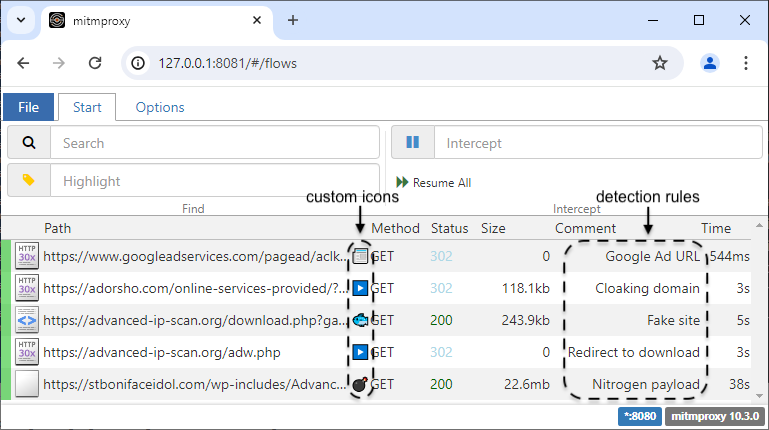 mitmproxy
127.0.0.1:8081/#/flows
File Start Options
Search Intercept
Highlight Resume All
custom icons detection rules
Find Intercept
Path Method Status Size Comment Time
HTTP 30x https://www.googleadservices.com/pagead/aclk... GET 302 0 Google Ad URL 544ms
HTTP 30x https://adorsho.com/online-services-provided/?... GET 302 118.1kb Cloaking domain 3s
https://advanced-ip-scan.org/download.php?ga... GET 200 243.9kb Fake site 5s
HTTP 30x https://advanced-ip-scan.org/adw.php GET 302 0 Redirect to download 3s
https://stbonifaceidol.com/wp-includes/Advanc... GET 200 22.6mb Nitrogen payload 38s
*:8080 mitmproxy 10.3.0